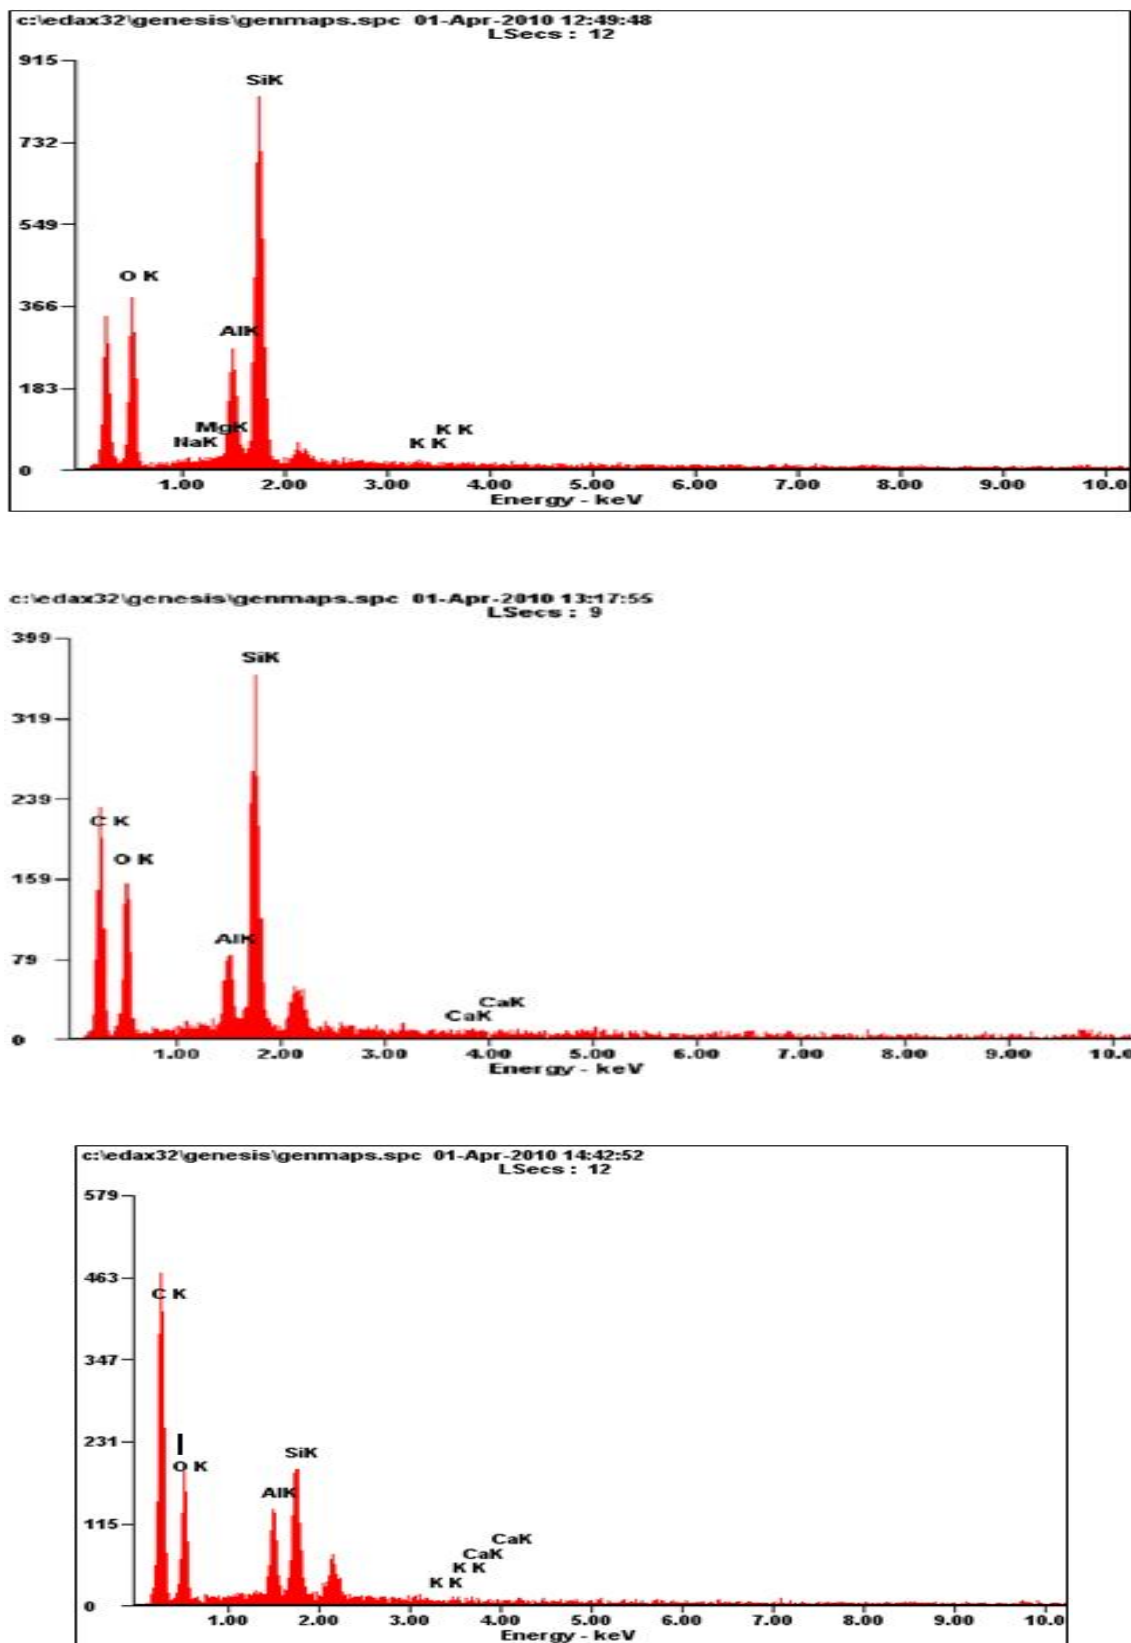 c:\edax32\genesis\genmaps.spc 01-Apr-2010 12:49:48
LSecs : 12
915
SiK
732
549
O K
366
AlK
183
MgK
K K
NaK
K K
0
1.00 2.00 3.00 4.00 5.00 6.00 7.00 8.00 9.00 10.0
Energy - keV
c:\edax32\genesis\genmaps.spc 01-Apr-2010 13:17:55
LSecs : 9
399
SiK
319
239
C K
O K
159
AlK
79
CaK
CaK
0
1.00 2.00 3.00 4.00 5.00 6.00 7.00 8.00 9.00 10.0
Energy - keV
c:\edax32\genesis\genmaps.spc 01-Apr-2010 14:42:52
LSecs : 12
579
463
C K
347
231
SiK
O K
AlK
115
CaK
CaK
K K
K K
0
1.00 2.00 3.00 4.00 5.00 6.00 7.00 8.00 9.00 10.0
Energy - keV